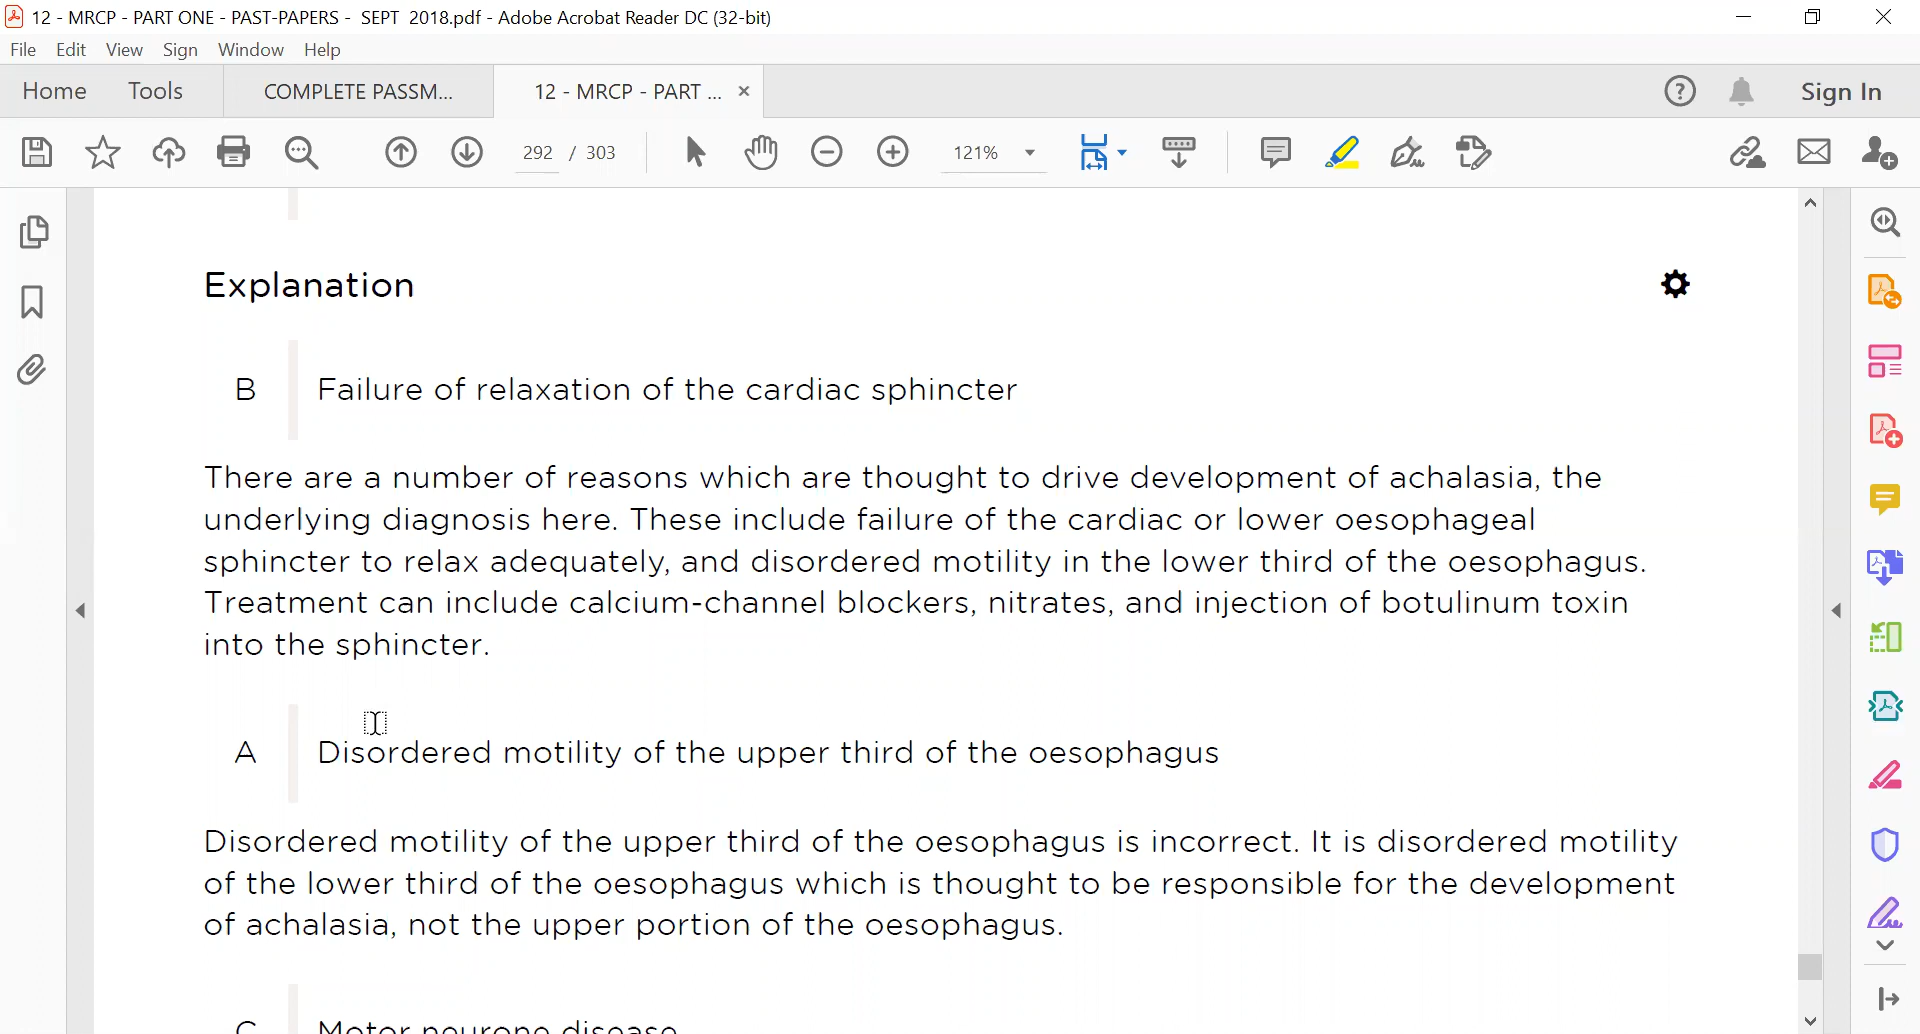 12 - MRCP - PART ONE - PAST-PAPERS - SEPT 2018.pdf - Adobe Acrobat Reader DC (32-bit)
File Edit View Sign Window Help
Home Tools COMPLETE PASSM... 12 - MRCP - PART ... × Sign In
292 / 303 121%
Explanation
B Failure of relaxation of the cardiac sphincter
There are a number of reasons which are thought to drive development of achalasia, the
underlying diagnosis here. These include failure of the cardiac or lower oesophageal
sphincter to relax adequately, and disordered motility in the lower third of the oesophagus.
Treatment can include calcium-channel blockers, nitrates, and injection of botulinum toxin
into the sphincter.
A Disordered motility of the upper third of the oesophagus
Disordered motility of the upper third of the oesophagus is incorrect. It is disordered motility
of the lower third of the oesophagus which is thought to be responsible for the development
of achalasia, not the upper portion of the oesophagus.
C Motor neurone disease